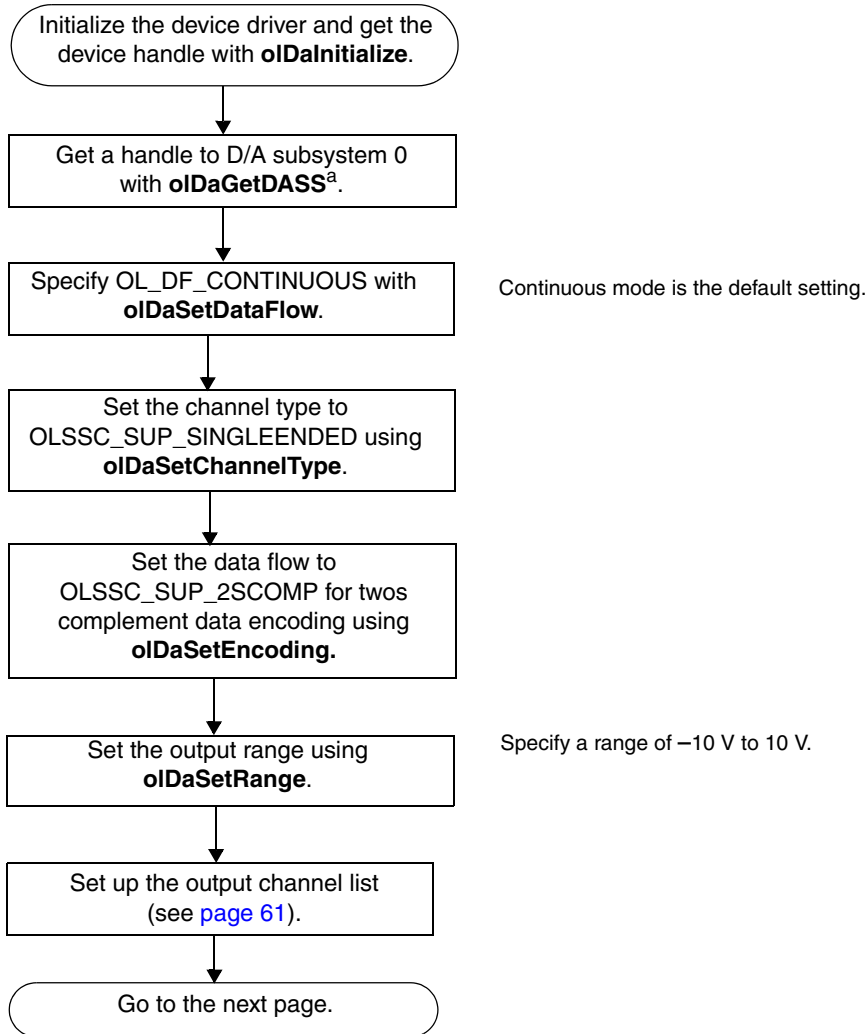 Initialize the device driver and get the
device handle with olDaInitialize.
Get a handle to D/A subsystem 0
with olDaGetDASSa.
Specify OL_DF_CONTINUOUS with
olDaSetDataFlow.
Continuous mode is the default setting.
Set the channel type to
OLSSC_SUP_SINGLEENDED using
olDaSetChannelType.
Set the data flow to
OLSSC_SUP_2SCOMP for twos
complement data encoding using
olDaSetEncoding.
Set the output range using
olDaSetRange.
Specify a range of –10 V to 10 V.
Set up the output channel list
(see page 61).
Go to the next page.